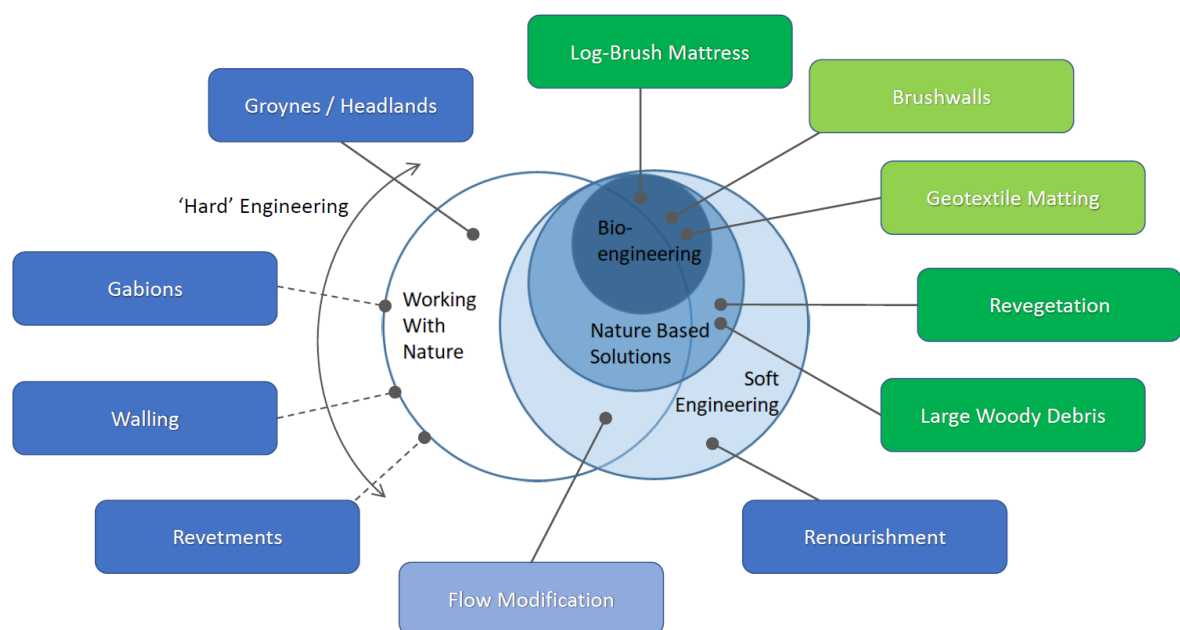 Log-Brush Mattress
Groynes / Headlands
Brushwalls
‘Hard’ Engineering
Geotextile Matting
Bio-
engineering
Gabions
Working
With
Nature
Revegetation
Nature Based
Solutions
Soft
Engineering
Walling
Large Woody Debris
Revetments
Renourishment
Flow Modification